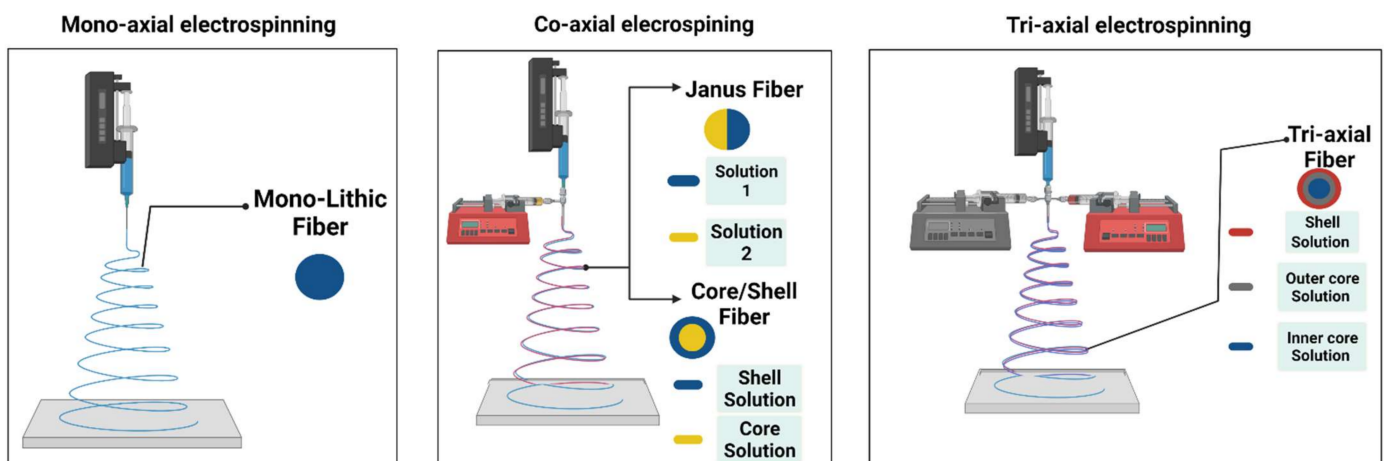 Mono-axial electrospinning
Mono-Lithic
Fiber
Co-axial elecrospining
Janus Fiber
Solution
1
Solution
2
Core/Shell
Fiber
Shell
Solution
Core
Solution
Tri-axial electrospinning
Tri-axial
Fiber
Shell
Solution
Outer core
Solution
Inner core
Solution